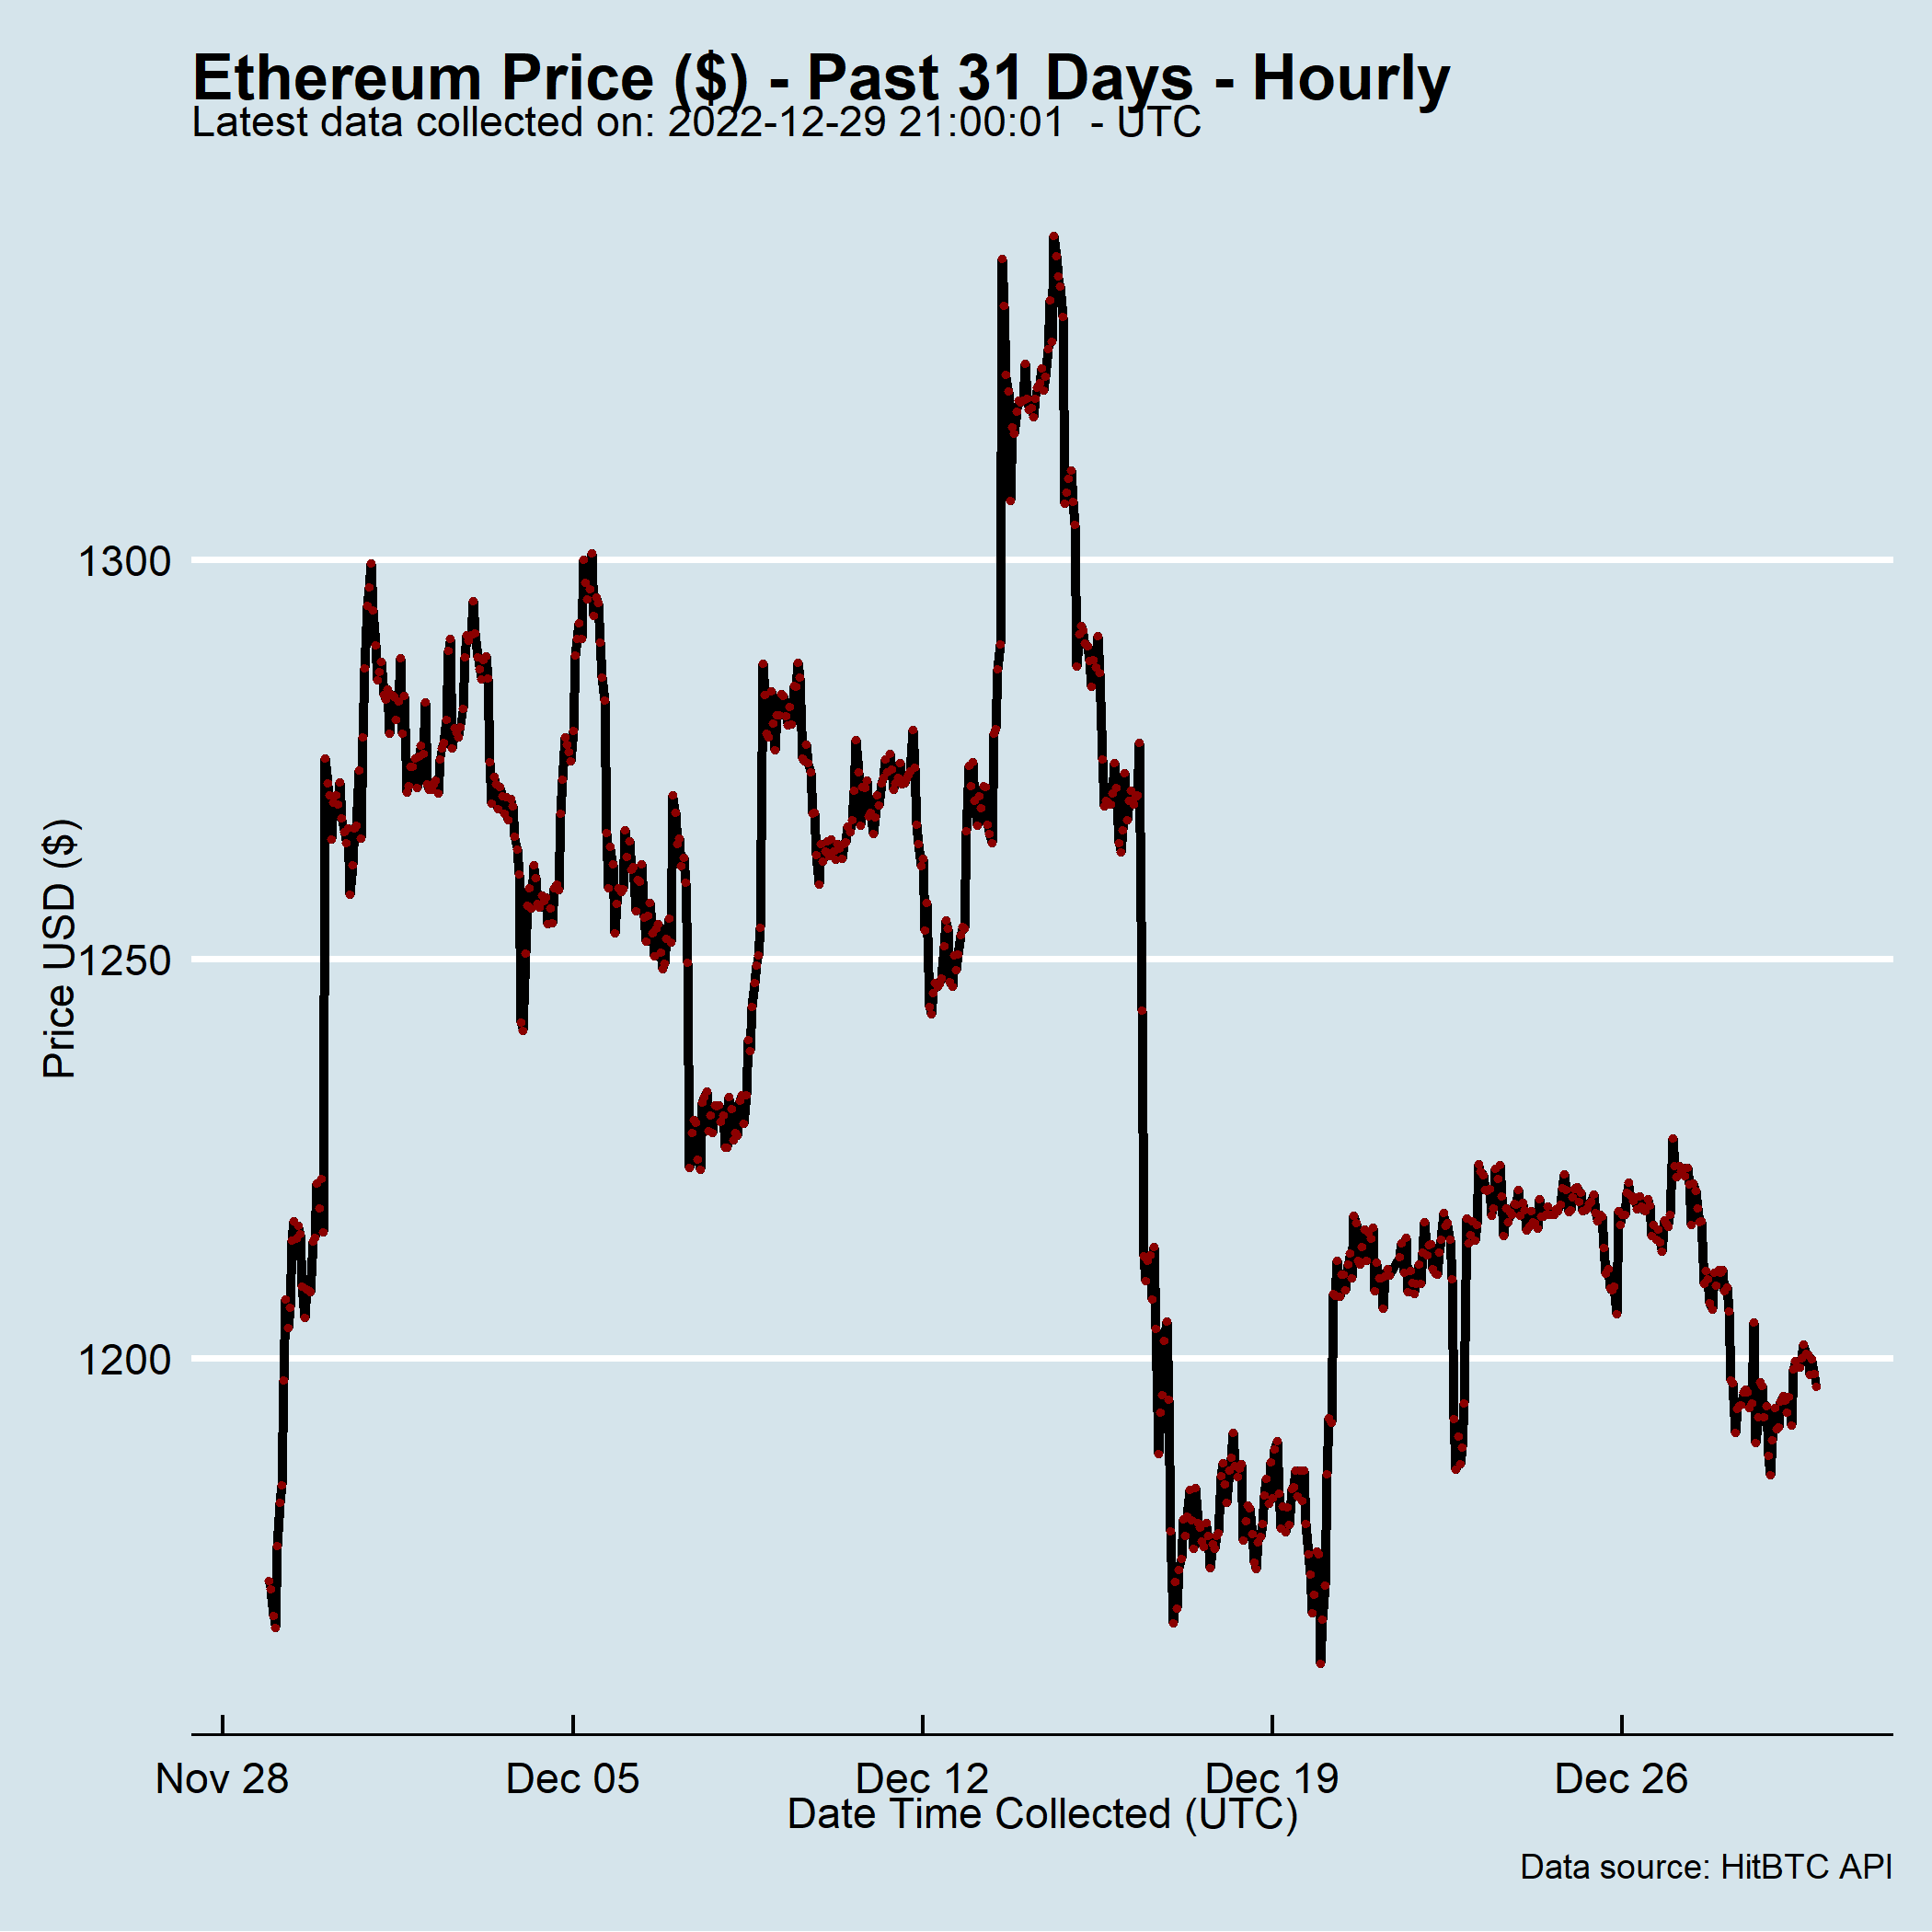 Ethereum Price ($) - Past 31 Days - Hourly
Latest data collected on: 2022-12-29 21:00:01  - UTC
Price USD ($)
1300
1250
1200
Nov 28
Dec 05
Dec 12
Dec 19
Dec 26
Date Time Collected (UTC)
Data source: HitBTC API